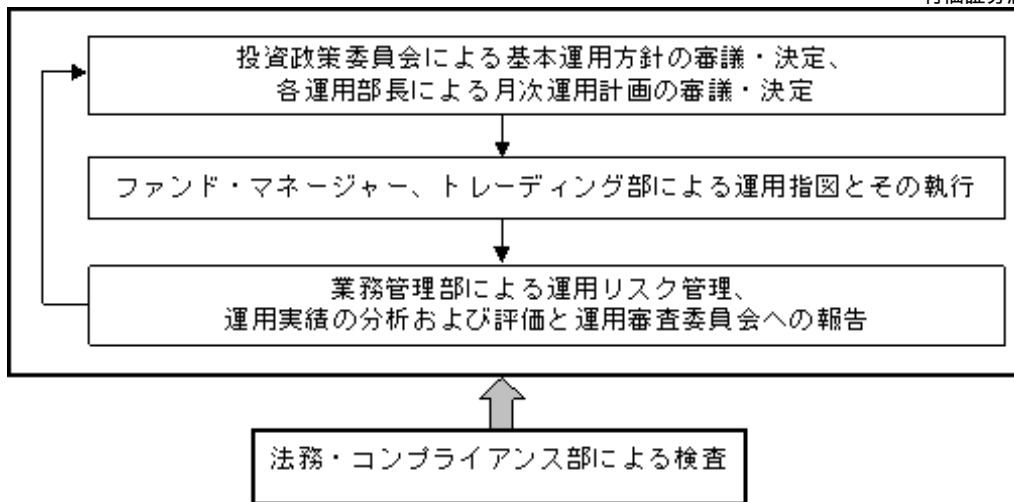 投資政策委員会による基本運用方針の審議・決定、
各運用部長による月次運用計画の審議・決定
ファンド・マネージャー、トレーディング部による運用指図とその執行
業務管理部による運用リスク管理、
運用実績の分析および評価と運用審査委員会への報告
法務・コンプライアンス部による検査